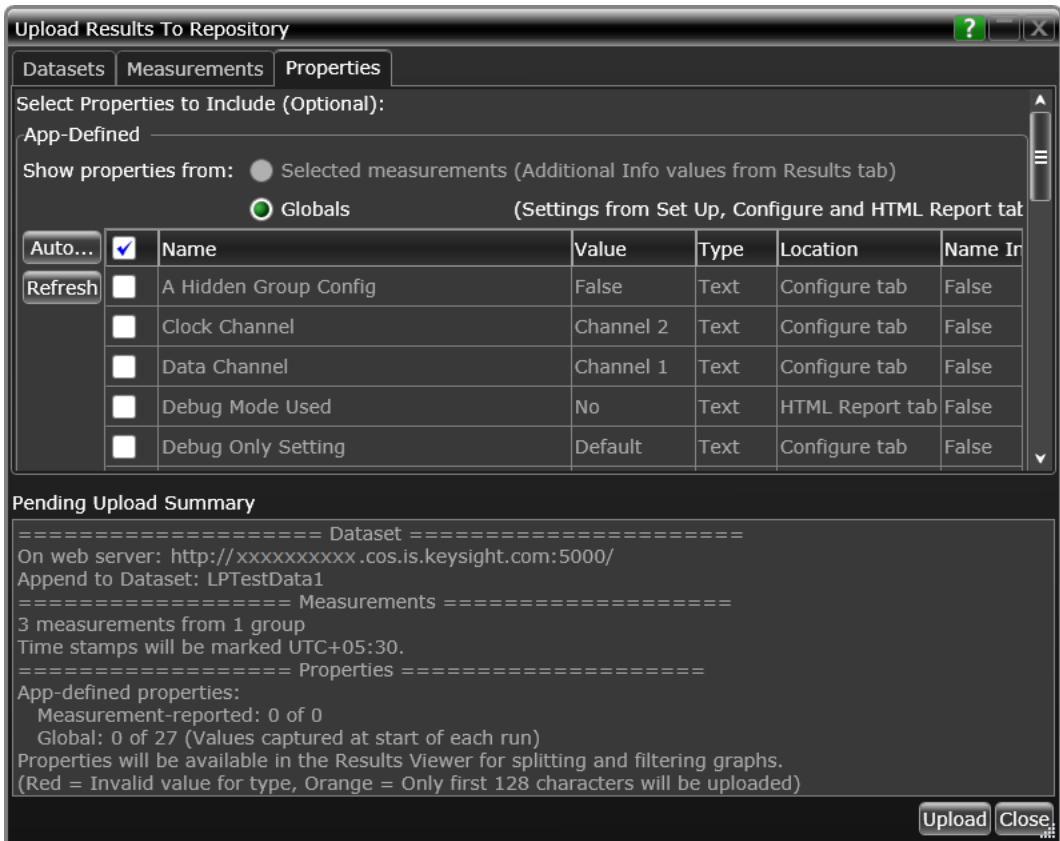 Upload Results To Repository
?
X
Datasets Measurements Properties
Select Properties to Include (Optional):
App-Defined
Show properties from: Selected measurements (Additional Info values from Results tab)
Globals (Settings from Set Up, Configure and HTML Report tab
Auto... Name Value Type Location Name In
Refresh A Hidden Group Config False Text Configure tab False
Clock Channel Channel 2 Text Configure tab False
Data Channel Channel 1 Text Configure tab False
Debug Mode Used No Text HTML Report tab False
Debug Only Setting Default Text Configure tab False
Pending Upload Summary
==================== Dataset ======================
On web server: http://xxxxxxxxxx.cos.is.keysight.com:5000/
Append to Dataset: LPTestData1
================== Measurements ===================
3 measurements from 1 group
Time stamps will be marked UTC+05:30.
================== Properties ====================
App-defined properties:
Measurement-reported: 0 of 0
Global: 0 of 27 (Values captured at start of each run)
Properties will be available in the Results Viewer for splitting and filtering graphs.
(Red = Invalid value for type, Orange = Only first 128 characters will be uploaded)
Upload Close